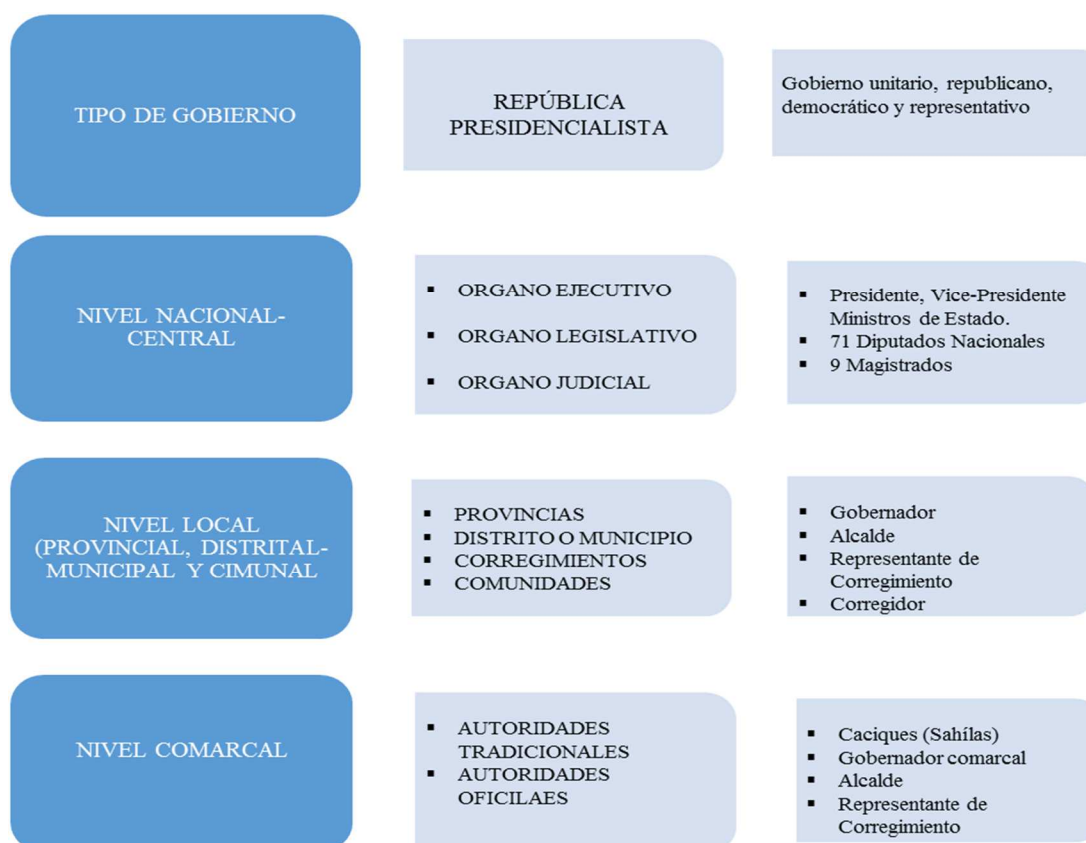 TIPO DE GOBIERNO
REPÚBLICA
PRESIDENCIALISTA
Gobierno unitario, republicano,
democrático y representativo
NIVEL NACIONAL-
CENTRAL
▪ ORGANO EJECUTIVO
▪ ORGANO LEGISLATIVO
▪ ORGANO JUDICIAL
▪ Presidente, Vice-Presidente
Ministros de Estado.
▪ 71 Diputados Nacionales
▪ 9 Magistrados
NIVEL LOCAL
(PROVINCIAL, DISTRITAL-
MUNICIPAL Y CIMUNAL
▪ PROVINCIAS
▪ DISTRITO O MUNICIPIO
▪ CORREGIMIENTOS
▪ COMUNIDADES
▪ Gobernador
▪ Alcalde
▪ Representante de
Corregimiento
▪ Corregidor
NIVEL COMARCAL
▪ AUTORIDADES
TRADICIONALES
▪ AUTORIDADES
OFICILAES
▪ Caciques (Sahílas)
▪ Gobernador comarcal
▪ Alcalde
▪ Representante de
Corregimiento